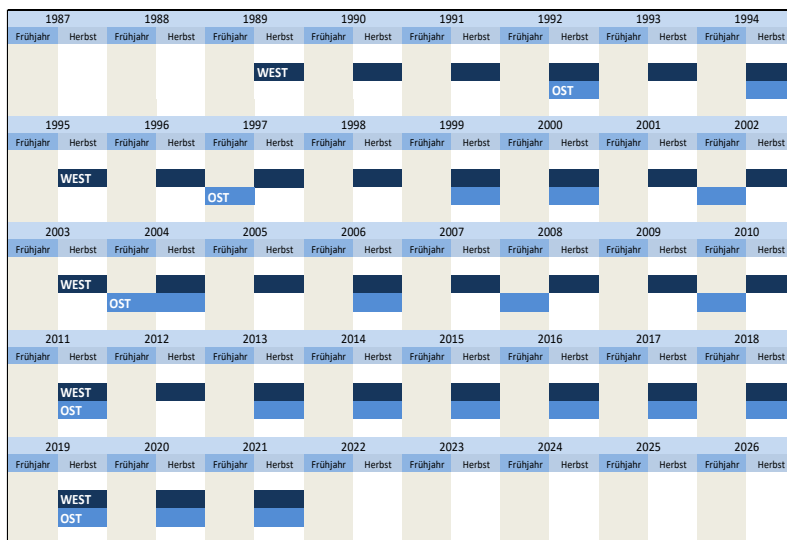 1987 1988 1989 1990 1991 1992 1993 1994
Frühjahr Herbst Frühjahr Herbst Frühjahr Herbst Frühjahr Herbst Frühjahr Herbst Frühjahr Herbst Frühjahr Herbst Frühjahr Herbst
WEST
OST
1995 1996 1997 1998 1999 2000 2001 2002
Frühjahr Herbst Frühjahr Herbst Frühjahr Herbst Frühjahr Herbst Frühjahr Herbst Frühjahr Herbst Frühjahr Herbst Frühjahr Herbst
WEST
OST
2003 2004 2005 2006 2007 2008 2009 2010
Frühjahr Herbst Frühjahr Herbst Frühjahr Herbst Frühjahr Herbst Frühjahr Herbst Frühjahr Herbst Frühjahr Herbst Frühjahr Herbst
WEST
OST
2011 2012 2013 2014 2015 2016 2017 2018
Frühjahr Herbst Frühjahr Herbst Frühjahr Herbst Frühjahr Herbst Frühjahr Herbst Frühjahr Herbst Frühjahr Herbst Frühjahr Herbst
WEST
OST
2019 2020 2021 2022 2023 2024 2025 2026
Frühjahr Herbst Frühjahr Herbst Frühjahr Herbst Frühjahr Herbst Frühjahr Herbst Frühjahr Herbst Frühjahr Herbst Frühjahr Herbst
WEST
OST